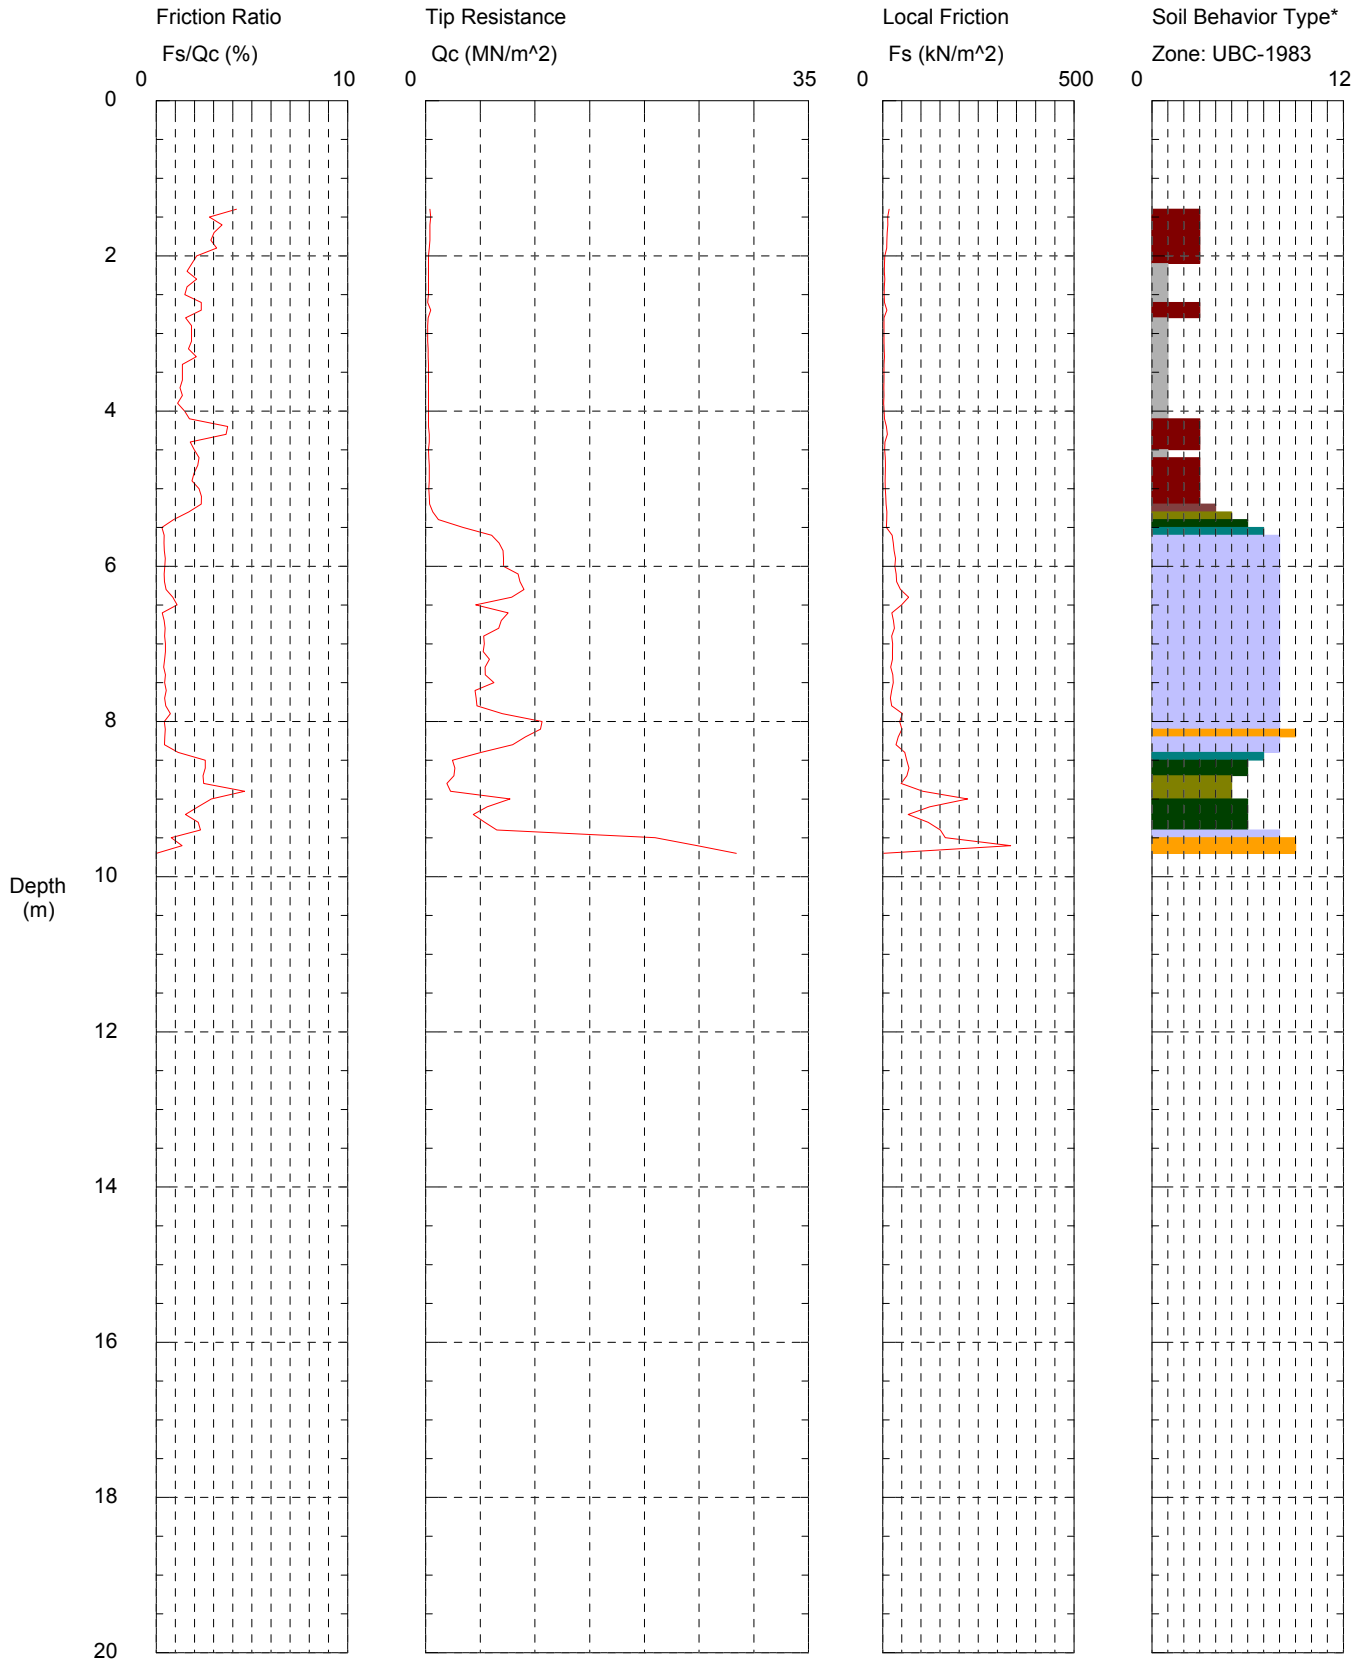 Friction Ratio
Tip Resistance
Local Friction
Soil Behavior Type*
Fs/Qc (%)
Qc (MN/m^2)
Fs (kN/m^2)
Zone: UBC-1983
0
10
0
35
0
500
0
12
0
2
4
6
8
10
Depth
(m)
12
14
16
18
20